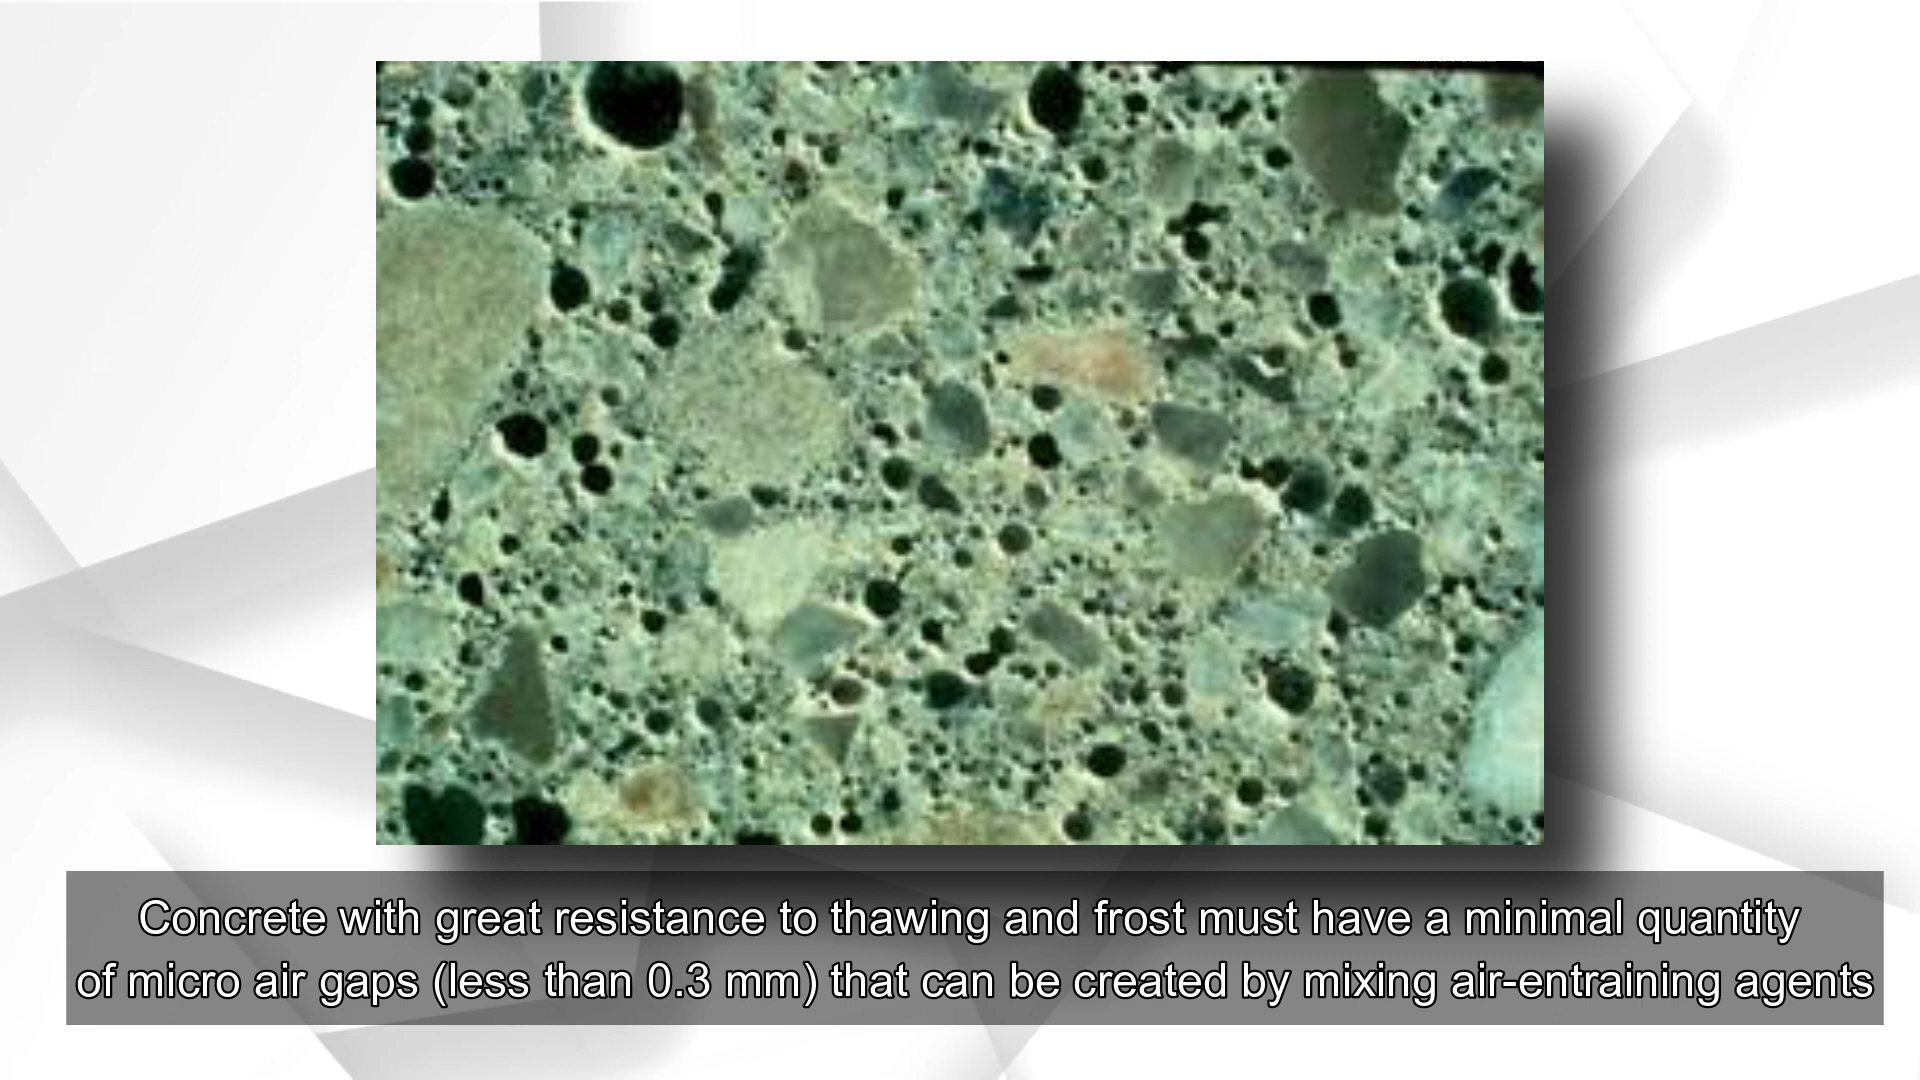 Concrete with great resistance to thawing and frost must have a minimal quantity
of micro air gaps (less than 0.3 mm) that can be created by mixing air-entraining agents